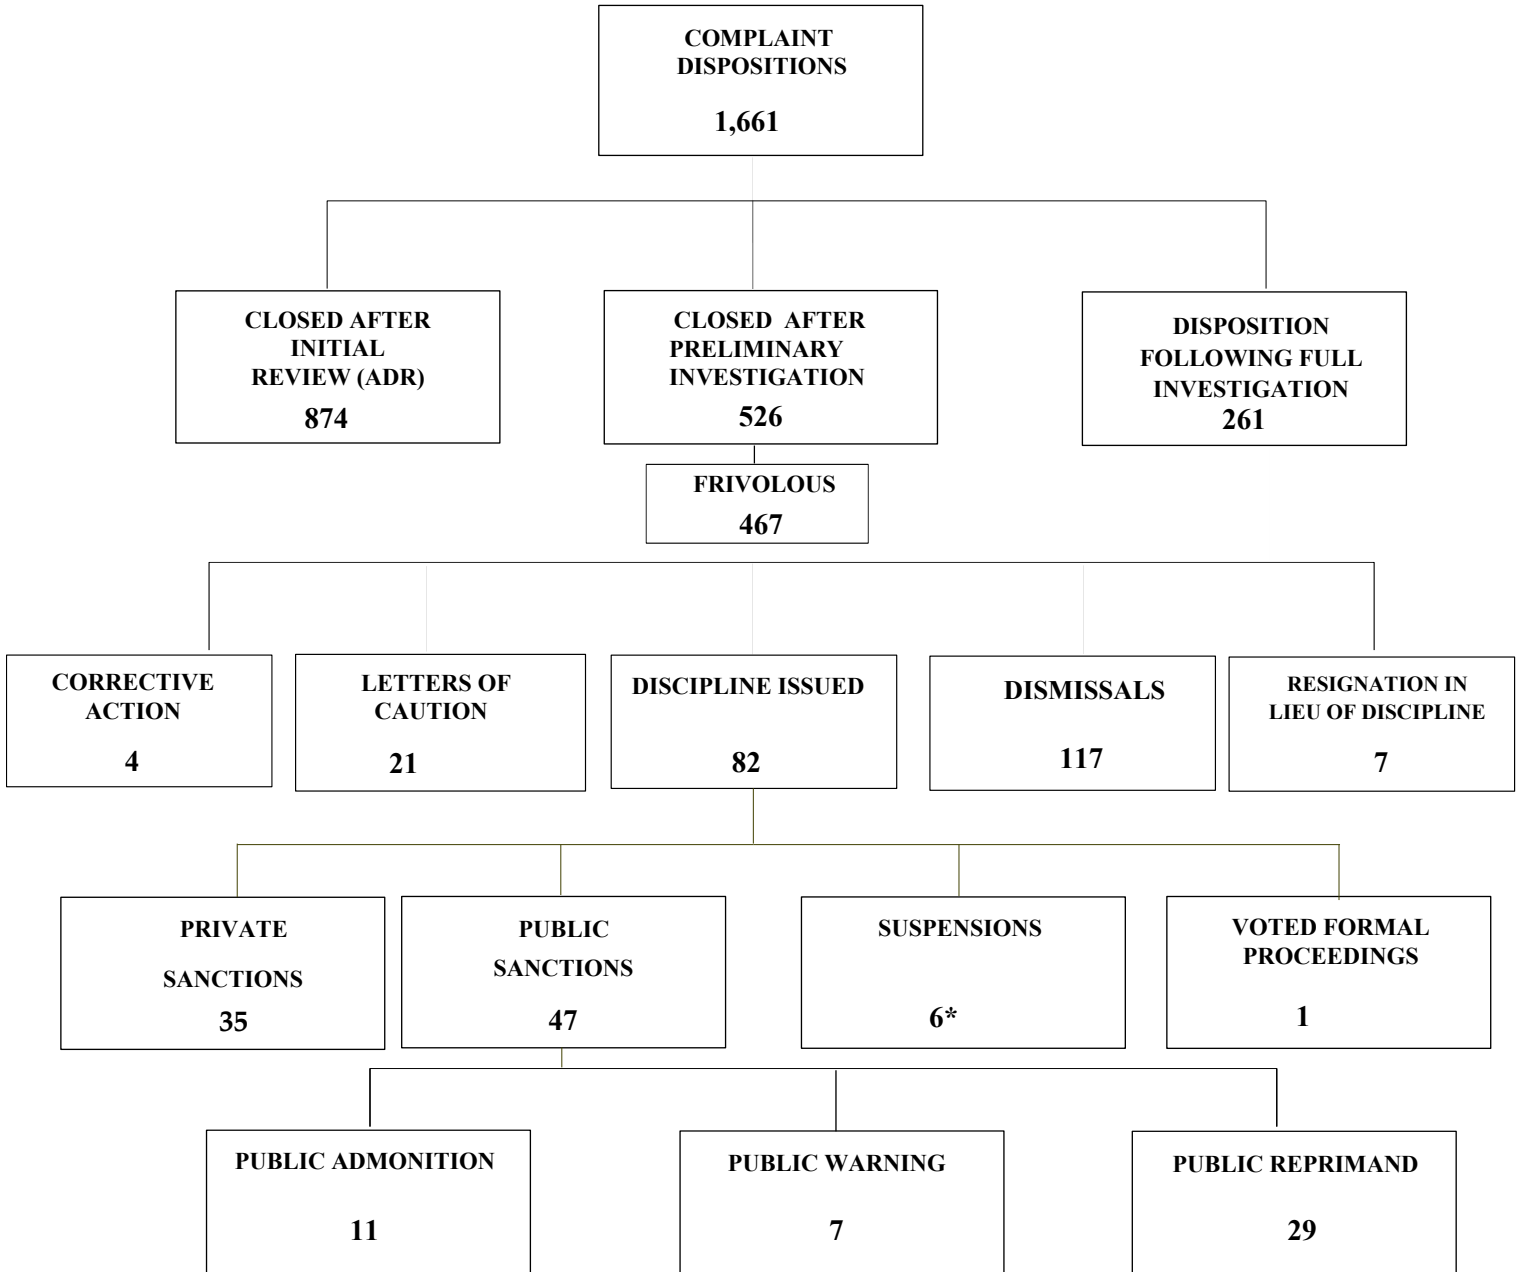 COMPLAINT
DISPOSITIONS
1,661
CLOSED AFTER
INITIAL
REVIEW (ADR)
874
CLOSED AFTER
PRELIMINARY
INVESTIGATION
526
DISPOSITION
FOLLOWING FULL
INVESTIGATION
261
FRIVOLOUS
467
CORRECTIVE
ACTION
4
LETTERS OF
CAUTION
21
DISCIPLINE ISSUED
82
DISMISSALS
117
RESIGNATION IN
LIEU OF DISCIPLINE
7
PRIVATE
SANCTIONS
35
PUBLIC
SANCTIONS
47
SUSPENSIONS
6*
VOTED FORMAL
PROCEEDINGS
1
PUBLIC ADMONITION
11
PUBLIC WARNING
7
PUBLIC REPRIMAND
29